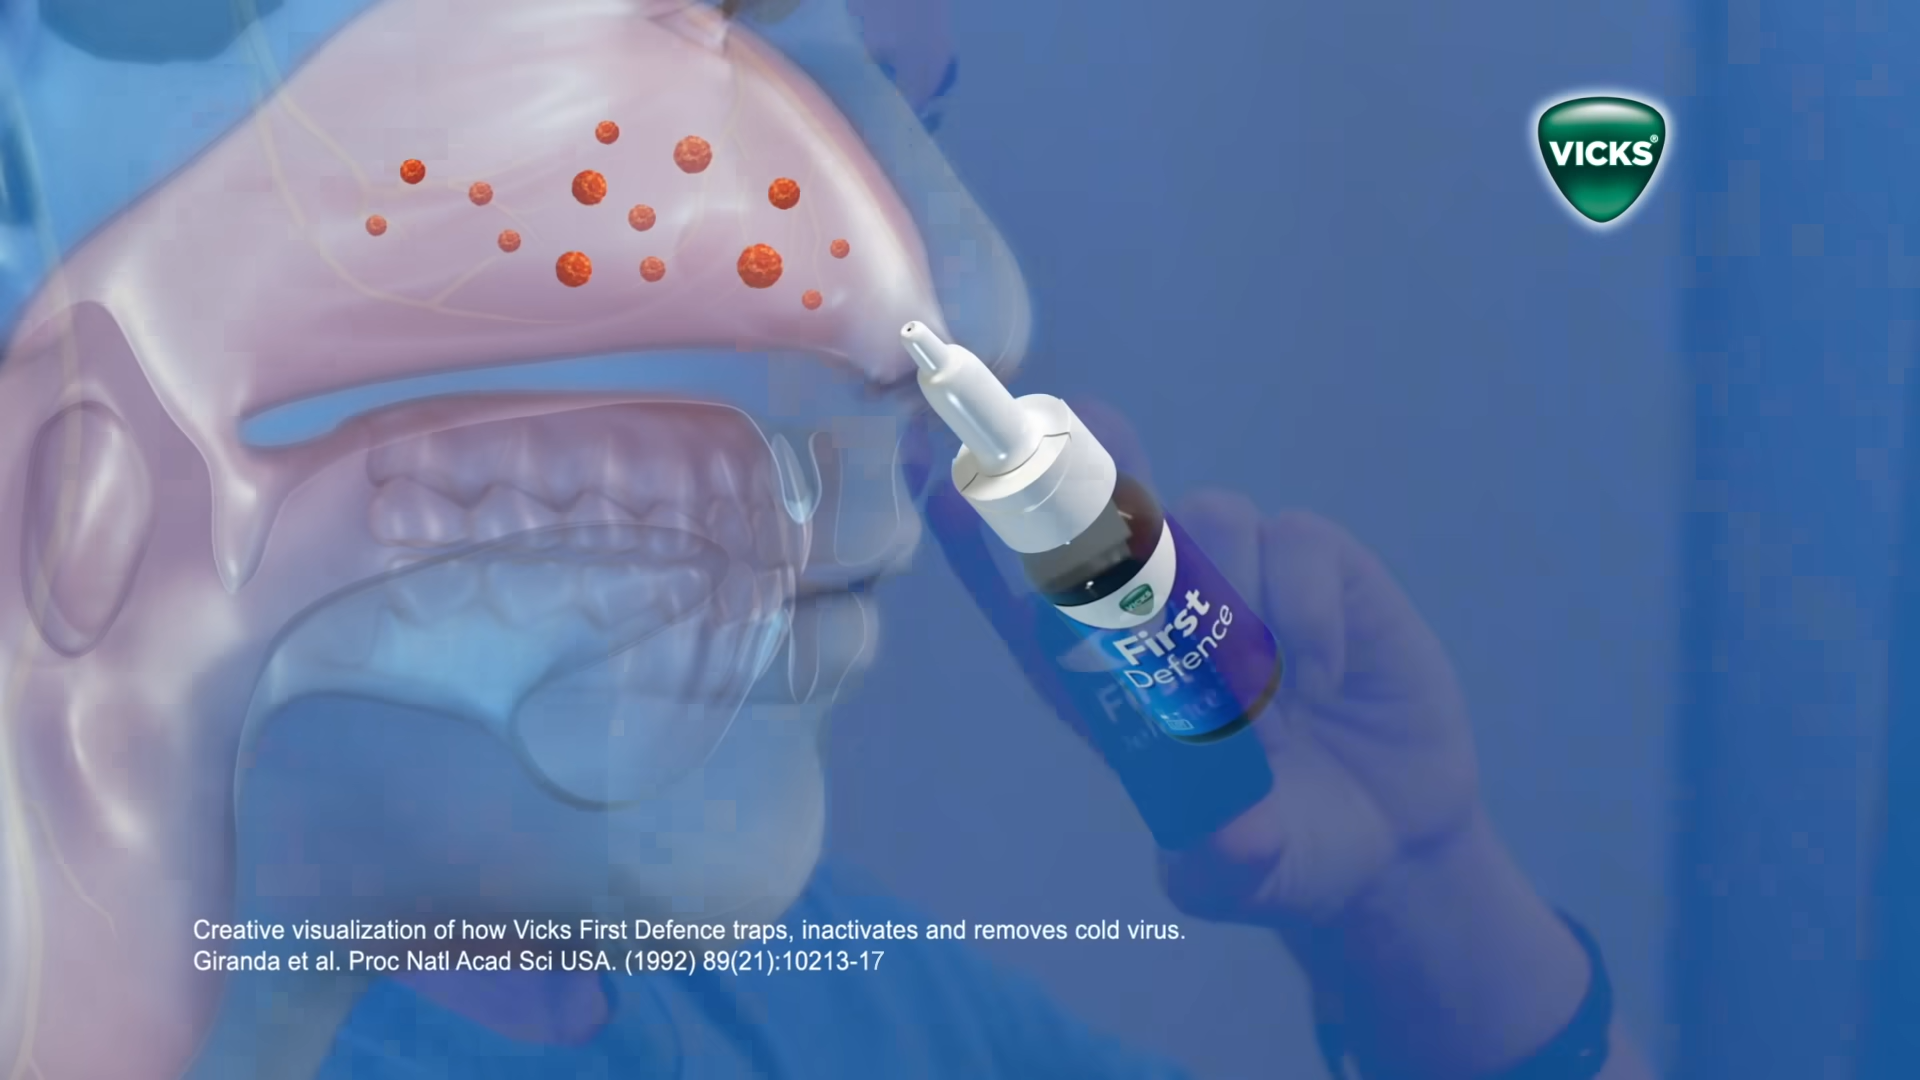 VICKS®
VICKS
First
Defence
Creative visualization of how Vicks First Defence traps, inactivates and removes cold virus.
Giranda et al. Proc Natl Acad Sci USA. (1992) 89(21):10213-17